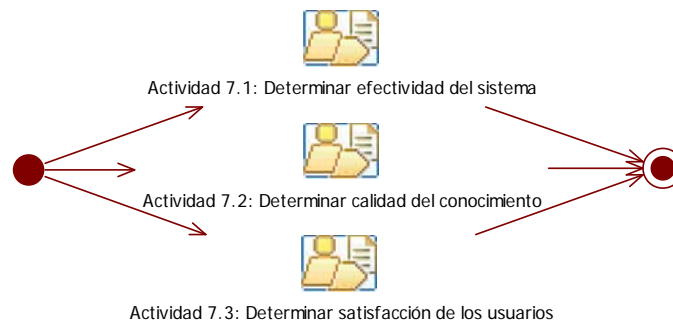 Actividad 7.1: Determinar efectividad del sistema
Actividad 7.2: Determinar calidad del conocimiento
Actividad 7.3: Determinar satisfacción de los usuarios